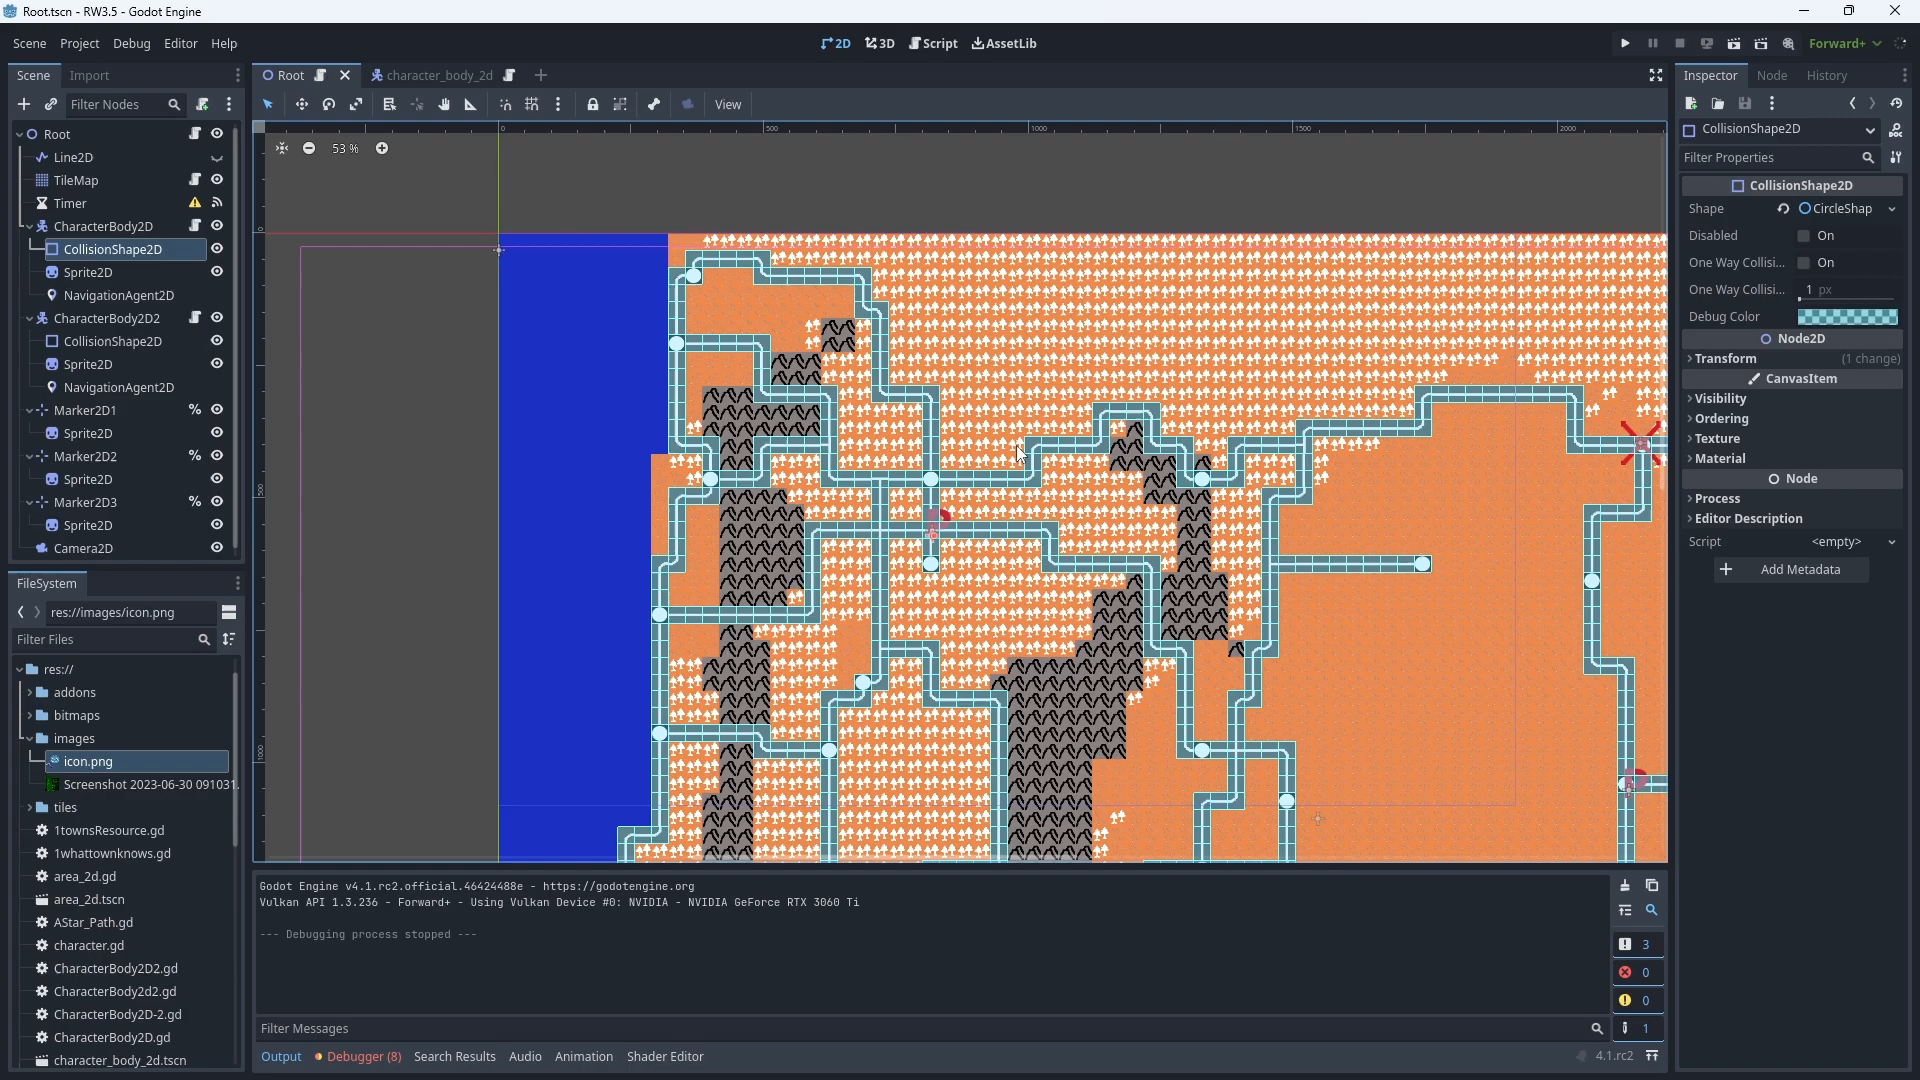 Root.tscn - RW3.5 - Godot Engine
Scene Project Debug Editor Help
2D 3D Script AssetLib
Forward+
Scene Import
Root
character_body_2d
Inspector Node History
Filter Nodes
View
Root
Line2D
TileMap
Timer
CharacterBody2D
CollisionShape2D
Sprite2D
NavigationAgent2D
CharacterBody2D2
CollisionShape2D
Sprite2D
NavigationAgent2D
Marker2D1
Sprite2D
Marker2D2
Sprite2D
Marker2D3
Sprite2D
Camera2D
0 500 1000 1500 2000
53 %
0
500
1000
CollisionShape2D
Filter Properties
CollisionShape2D
Shape CircleShap
Disabled On
One Way Collisi... On
One Way Collisi... 1 px
Debug Color
Node2D
Transform (1 change)
CanvasItem
Visibility
Ordering
Texture
Material
Node
Process
Editor Description
Script <empty>
Add Metadata
FileSystem
res://images/icon.png
Filter Files
res://
addons
bitmaps
images
icon.png
Screenshot 2023-06-30 091031.
tiles
1townsResource.gd
1whattownknows.gd
area_2d.gd
area_2d.tscn
AStar_Path.gd
character.gd
CharacterBody2D2.gd
CharacterBody2d2.gd
CharacterBody2D-2.gd
CharacterBody2D.gd
character_body_2d.tscn
Godot Engine v4.1.rc2.official.46424488e - https://godotengine.org
Vulkan API 1.3.236 - Forward+ - Using Vulkan Device #0: NVIDIA - NVIDIA GeForce RTX 3060 Ti
--- Debugging process stopped ---
3
0
0
1
Filter Messages
Output Debugger (8) Search Results Audio Animation Shader Editor
4.1.rc2